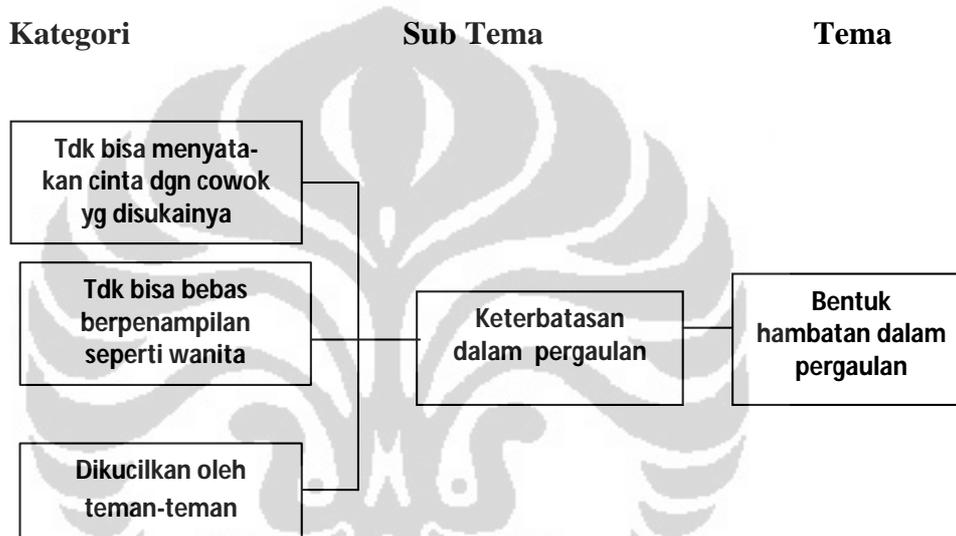 Kategori Sub Tema Tema
Tdk bisa menyata-
kan cinta dgn cowok
yg disukainya
Tdk bisa bebas
berpenampilan
seperti wanita
Dikucilkan oleh
teman-teman
Keterbatasan
dalam pergaulan
Bentuk
hambatan dalam
pergaulan